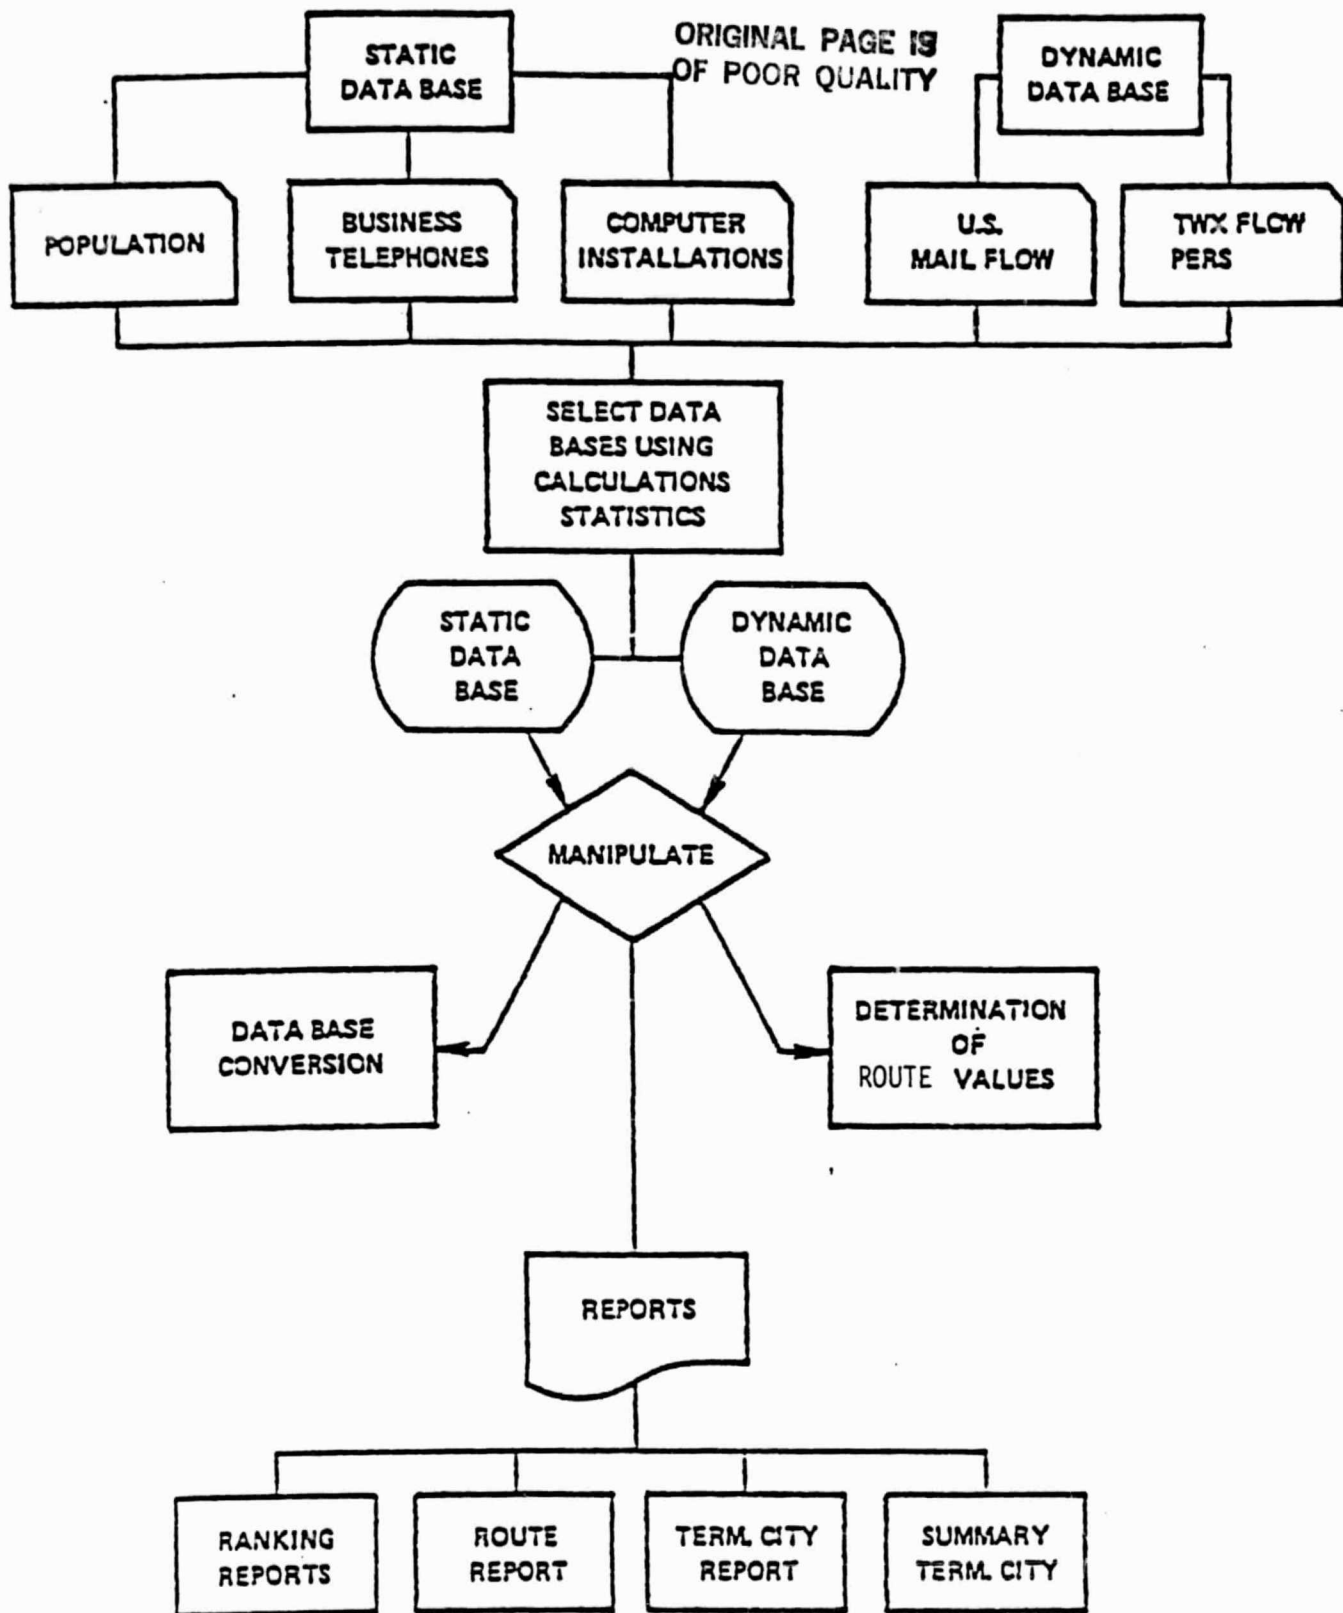 ORIGINAL PAGE IS
OF POOR QUALITY
STATIC
DATA BASE
DYNAMIC
DATA BASE
POPULATION
BUSINESS
TELEPHONES
COMPUTER
INSTALLATIONS
U.S.
MAIL FLOW
TWX FLOW
PERS
SELECT DATA
BASES USING
CALCULATIONS
STATISTICS
STATIC
DATA
BASE
DYNAMIC
DATA
BASE
MANIPULATE
DATA BASE
CONVERSION
DETERMINATION
OF
ROUTE VALUES
REPORTS
RANKING
REPORTS
ROUTE
REPORT
TERM. CITY
REPORT
SUMMARY
TERM. CITY